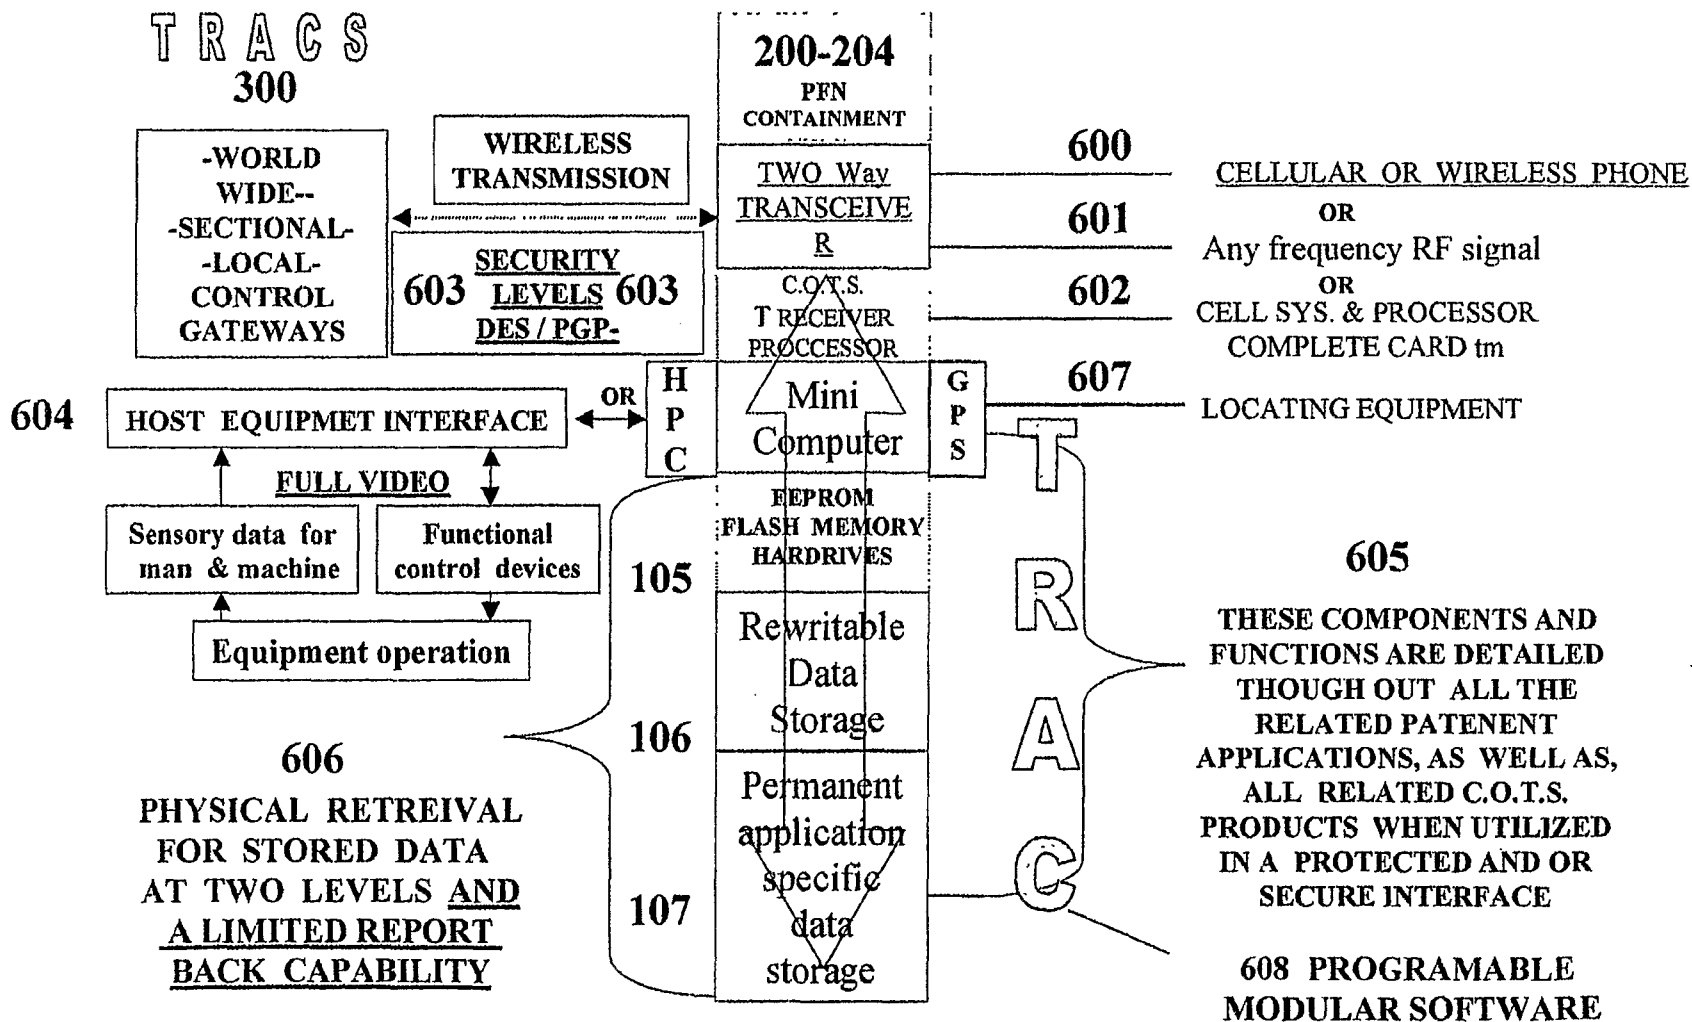 T R A C S
300
-WORLD
WIDE--
-SECTIONAL-
-LOCAL-
CONTROL
GATEWAYS
WIRELESS
TRANSMISSION
603 SECURITY 603
LEVELS
DES / PGP-
200-204
PFN
CONTAINMENT
TWO Way
TRANSCEIVE
R
C.O.T.S.
T RECEIVER
PROCCESSOR
600
CELLULAR OR WIRELESS PHONE
OR
601
Any frequency RF signal
OR
602
CELL SYS. & PROCESSOR
COMPLETE CARD tm
607
LOCATING EQUIPMENT
604
HOST EQUIPMET INTERFACE
OR
H
P
C
Mini
Computer
G
P
S
FULL VIDEO
Sensory data for
man & machine
Functional
control devices
Equipment operation
EEPROM
FLASH MEMORY
HARDRIVES
105
Rewritable
Data
Storage
106
Permanent
application
specific
data
storage
107
T
R
A
C
606
PHYSICAL RETREIVAL
FOR STORED DATA
AT TWO LEVELS AND
A LIMITED REPORT
BACK CAPABILITY
605
THESE COMPONENTS AND
FUNCTIONS ARE DETAILED
THOUGH OUT ALL THE
RELATED PATENENT
APPLICATIONS, AS WELL AS,
ALL RELATED C.O.T.S.
PRODUCTS WHEN UTILIZED
IN A PROTECTED AND OR
SECURE INTERFACE
608 PROGRAMABLE
MODULAR SOFTWARE